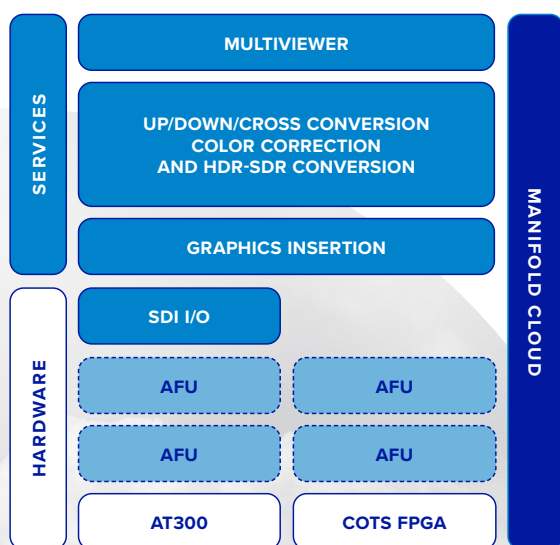 MULTIVIEWER
SERVICES
UP/DOWN/CROSS CONVERSION
COLOR CORRECTION
AND HDR-SDR CONVERSION
GRAPHICS INSERTION
MANIFOLD CLOUD
HARDWARE
SDI I/O
AFU
AFU
AFU
AFU
AT300
COTS FPGA